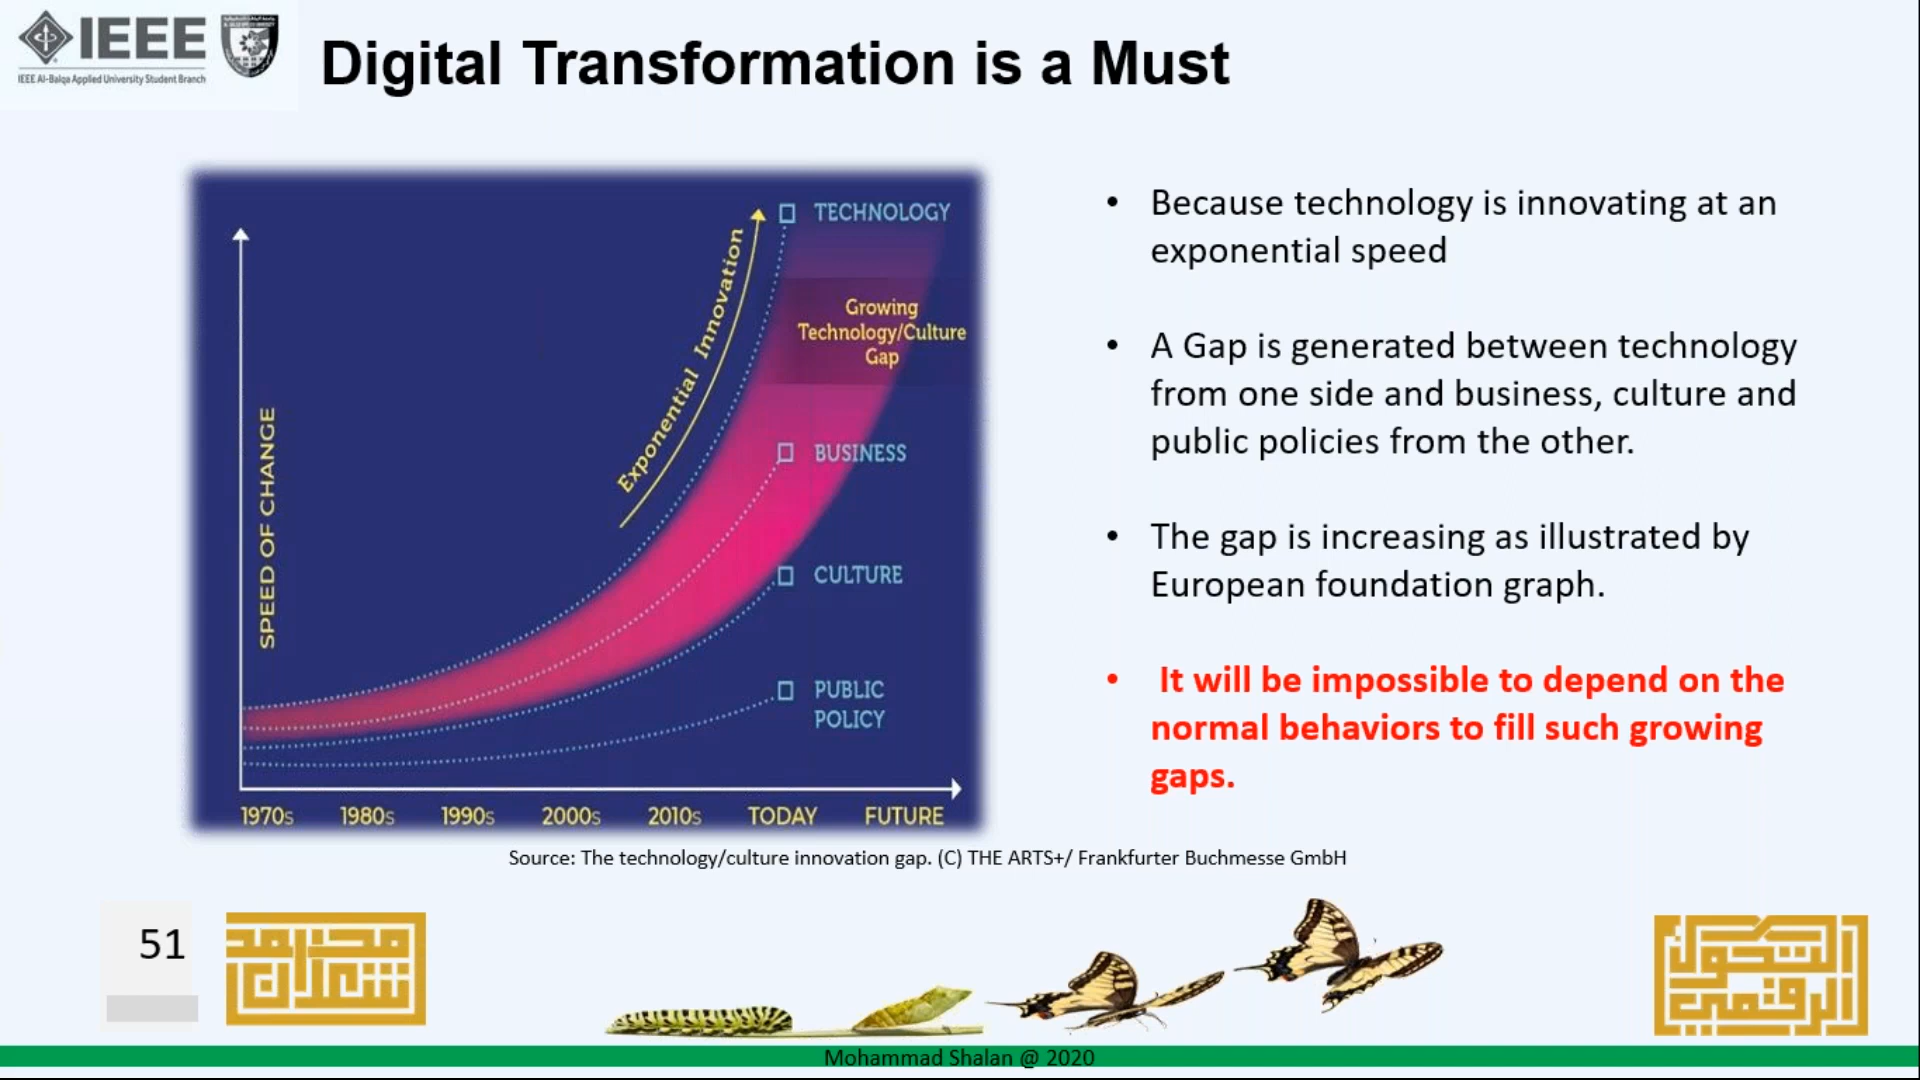 IEEE
IEEE Al-Balqa Applied University Student Branch
Digital Transformation is a Must
TECHNOLOGY
Exponential Innovation
Growing
Technology/Culture
Gap
SPEED OF CHANGE
BUSINESS
CULTURE
PUBLIC
POLICY
1970s 1980s 1990s 2000s 2010s TODAY FUTURE
• Because technology is innovating at an
exponential speed
• A Gap is generated between technology
from one side and business, culture and
public policies from the other.
• The gap is increasing as illustrated by
European foundation graph.
• It will be impossible to depend on the
normal behaviors to fill such growing
gaps.
Source: The technology/culture innovation gap. (C) THE ARTS+/ Frankfurter Buchmesse GmbH
51
محمد
شعلان
التحول
الرقمي
Mohammad Shalan @ 2020